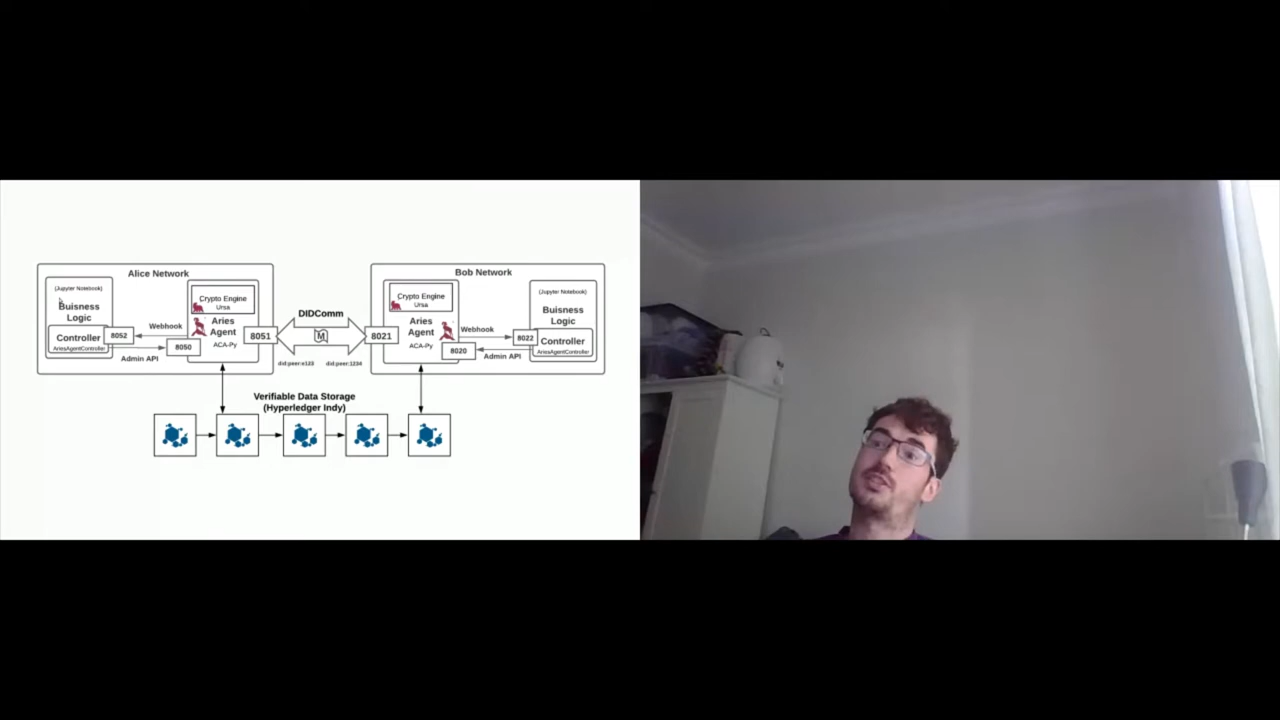 Alice Network
(Jupyter Notebook)
Buisness
Logic
Controller
AriesAgentController
8052
Webhook
8050
Admin API
Crypto Engine
Ursa
Aries
Agent
ACA-Py
8051
DIDComm
M
did:peer:e123
did:peer:1234
Bob Network
8021
Crypto Engine
Ursa
Aries
Agent
ACA-Py
Webhook
8020
Admin API
8022
(Jupyter Notebook)
Buisness
Logic
Controller
AriesAgentController
Verifiable Data Storage
(Hyperledger Indy)